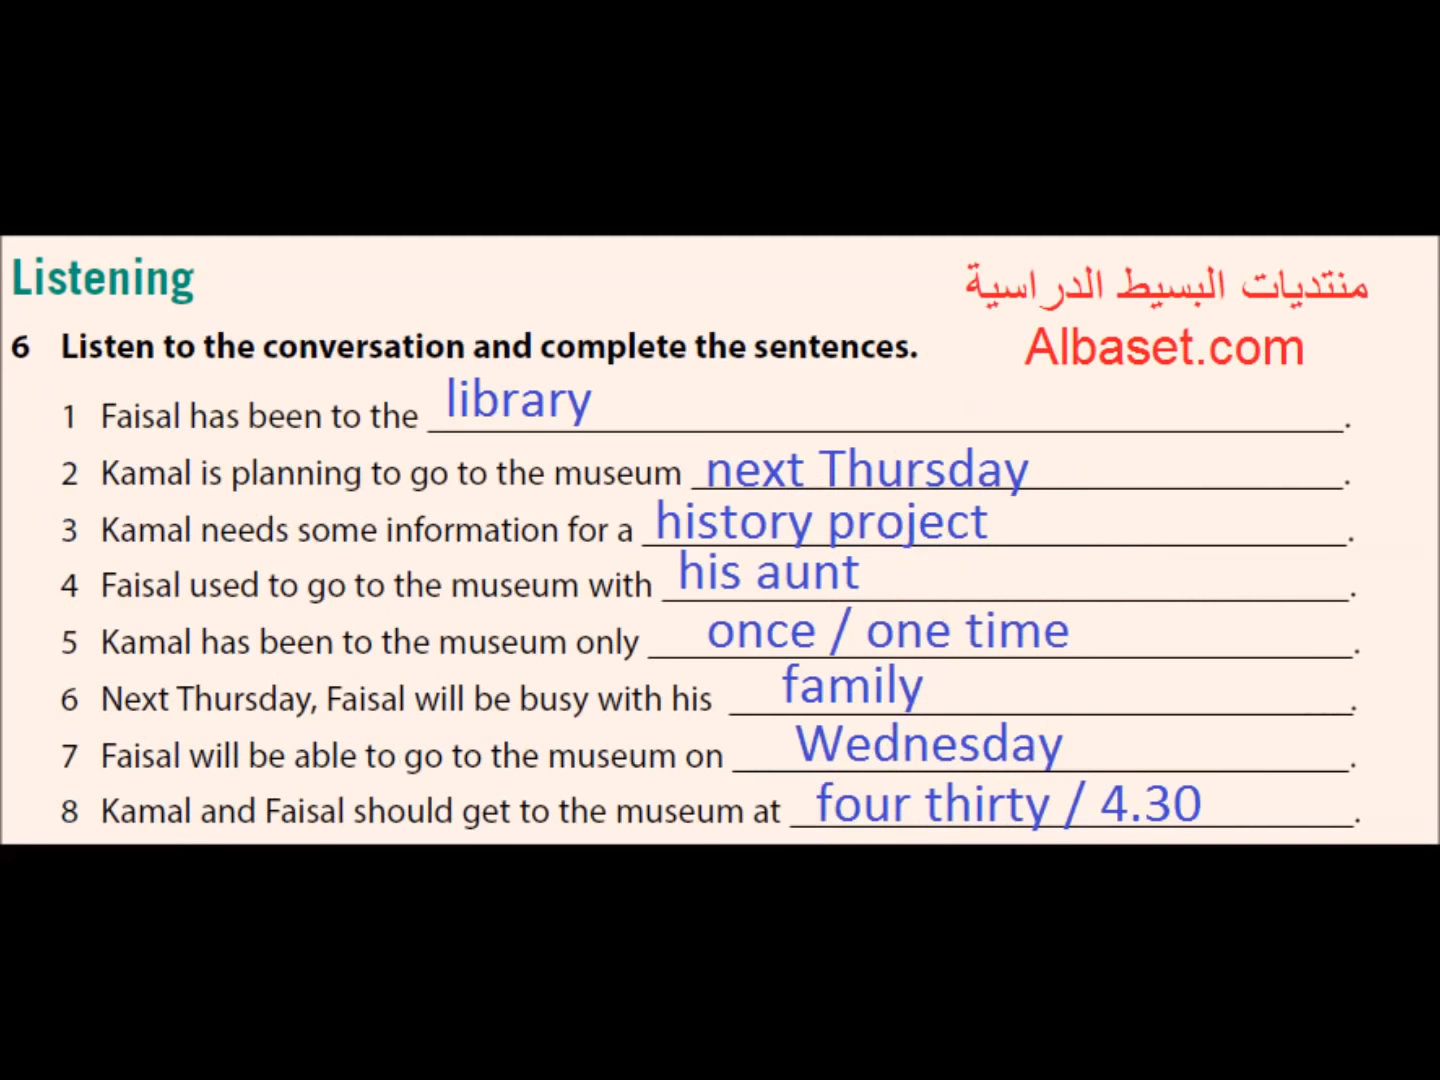 Listening
منتديات البسيط الدراسية
6 Listen to the conversation and complete the sentences.
Albaset.com
1 Faisal has been to the library.
2 Kamal is planning to go to the museum next Thursday.
3 Kamal needs some information for a history project.
4 Faisal used to go to the museum with his aunt.
5 Kamal has been to the museum only once / one time.
6 Next Thursday, Faisal will be busy with his family.
7 Faisal will be able to go to the museum on Wednesday.
8 Kamal and Faisal should get to the museum at four thirty / 4.30.